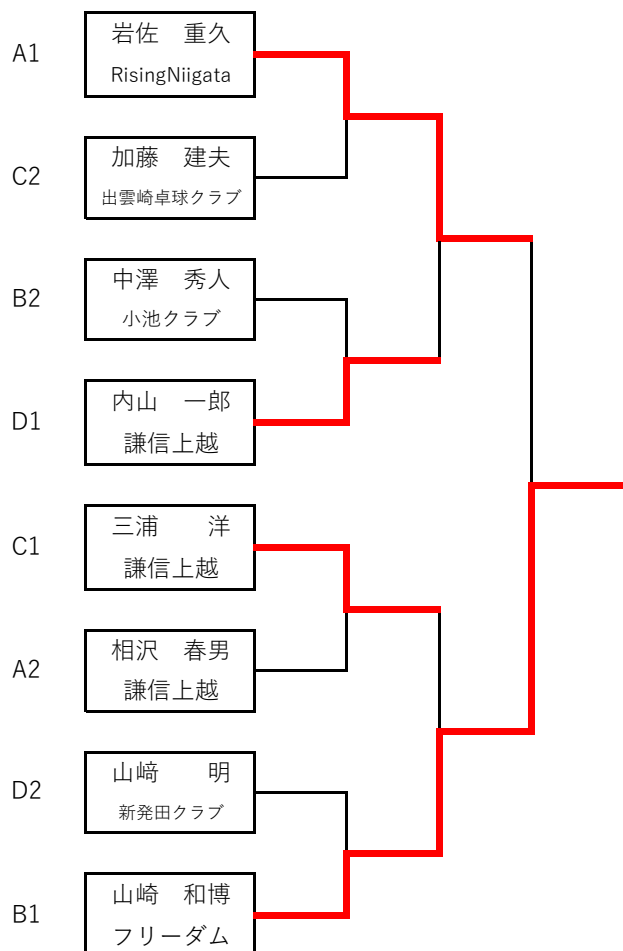 A1
岩佐　重久
RisingNiigata
C2
加藤　建夫
出雲崎卓球クラブ
B2
中澤　秀人
小池クラブ
D1
内山　一郎
謙信上越
C1
三浦　　洋
謙信上越
A2
相沢　春男
謙信上越
D2
山﨑　　明
新発田クラブ
B1
山崎　和博
フリーダム